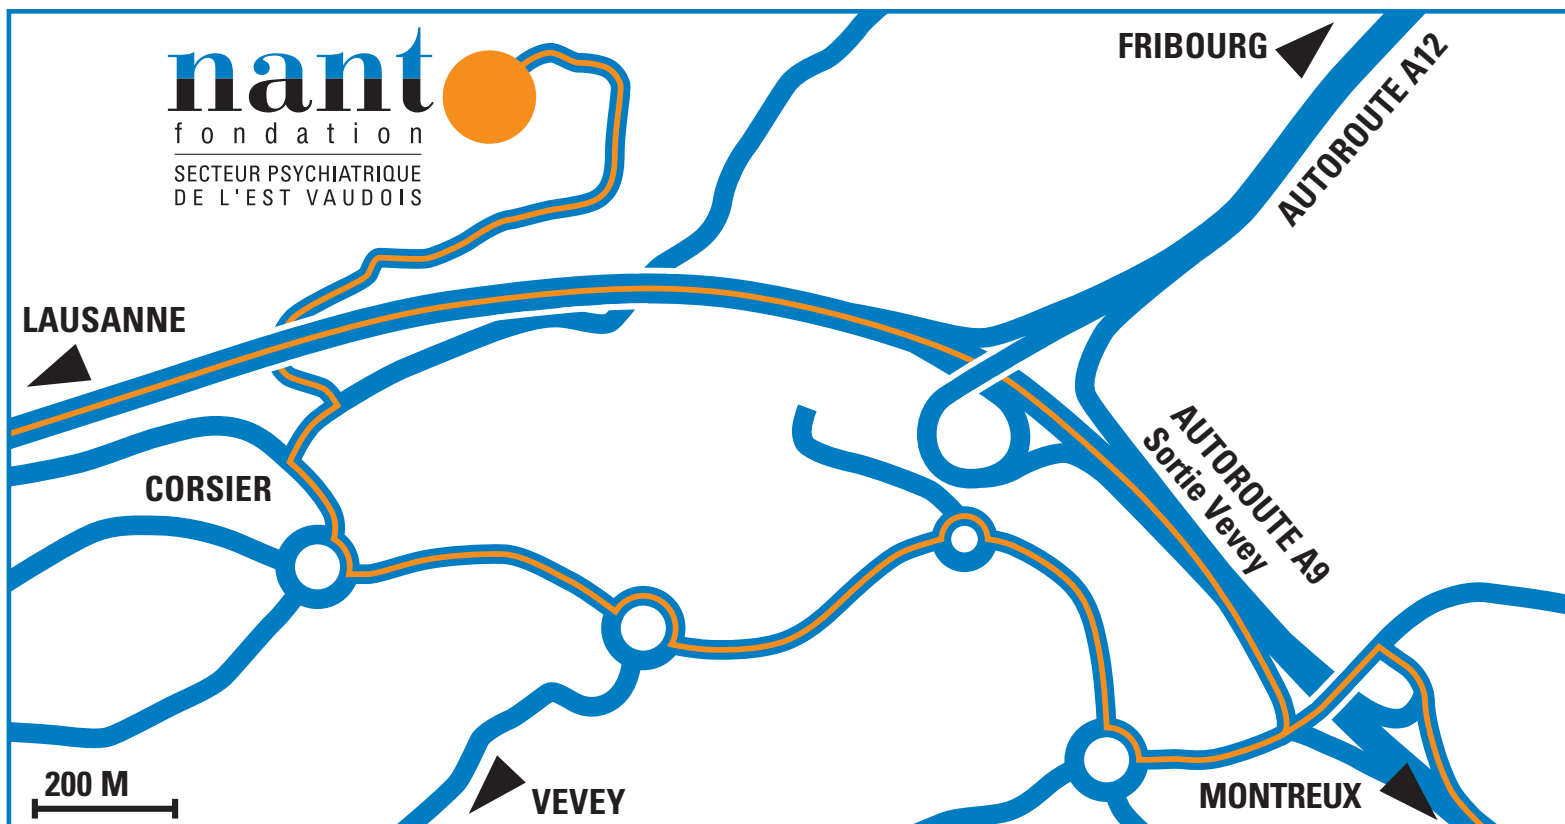 nant
fondation
SECTEUR PSYCHIATRIQUE
DE L'EST VAUDOIS
FRIBOURG
AUTOROUTE A12
LAUSANNE
CORSIER
AUTOROUTE A9
Sortie Vevey
200 M
VEVEY
MONTREUX